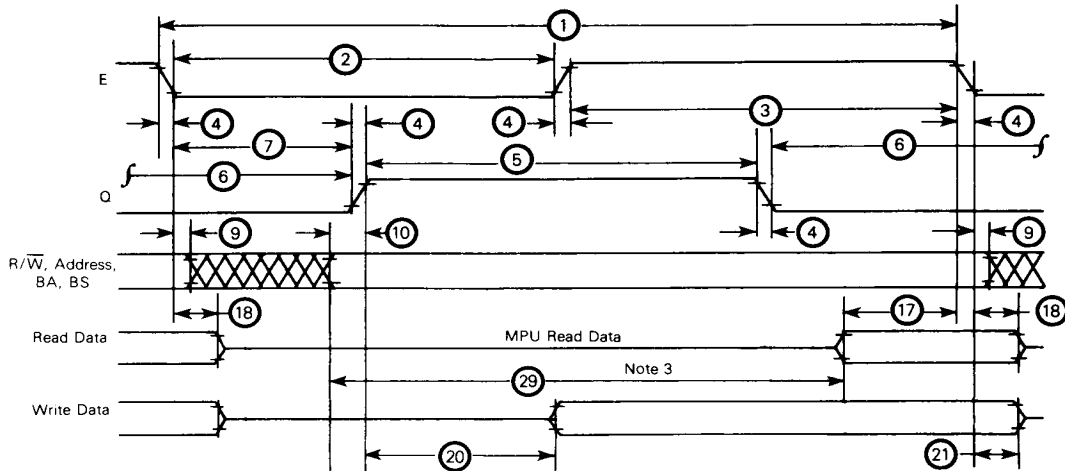 1
2
E
3
4 4 4 4
7
5
6 6
Q
9 10 4 9
R/W̅, Address,
BA, BS
18 17 18
Read Data MPU Read Data
29 Note 3
Write Data
20 21